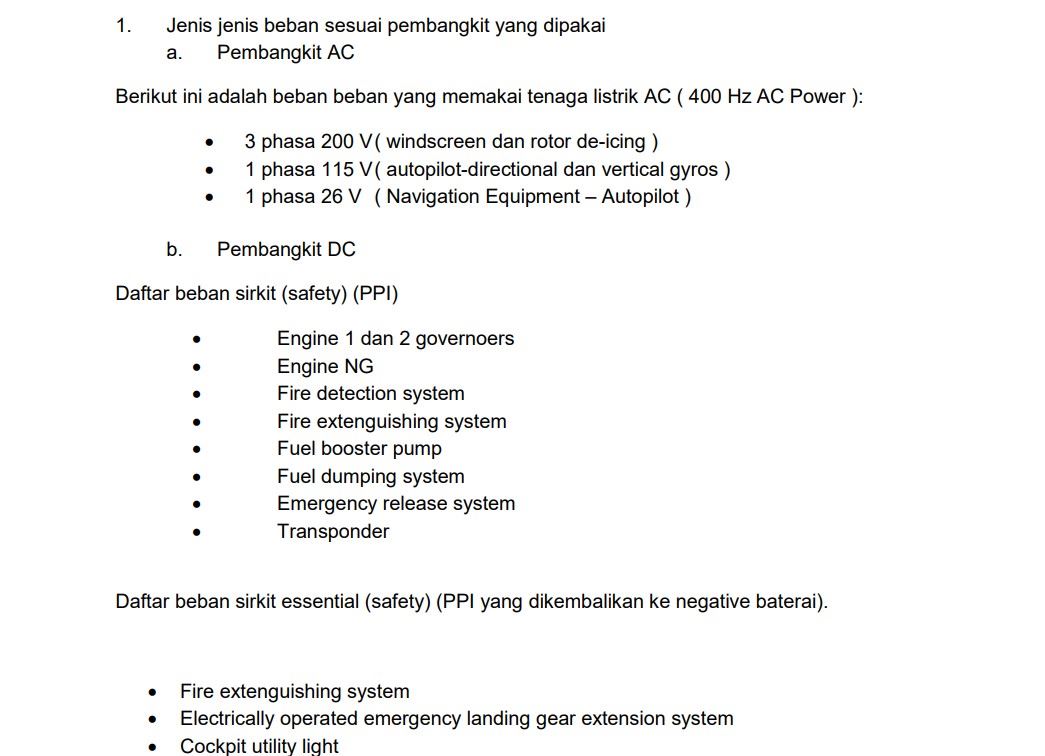 1. Jenis jenis beban sesuai pembangkit yang dipakai
a. Pembangkit AC
Berikut ini adalah beban beban yang memakai tenaga listrik AC ( 400 Hz AC Power ):
• 3 phasa 200 V( windscreen dan rotor de-icing )
• 1 phasa 115 V( autopilot-directional dan vertical gyros )
• 1 phasa 26 V ( Navigation Equipment – Autopilot )
b. Pembangkit DC
Daftar beban sirkit (safety) (PPI)
• Engine 1 dan 2 governoers
• Engine NG
• Fire detection system
• Fire extenguishing system
• Fuel booster pump
• Fuel dumping system
• Emergency release system
• Transponder
Daftar beban sirkit essential (safety) (PPI yang dikembalikan ke negative baterai).
• Fire extenguishing system
• Electrically operated emergency landing gear extension system
• Cockpit utility light